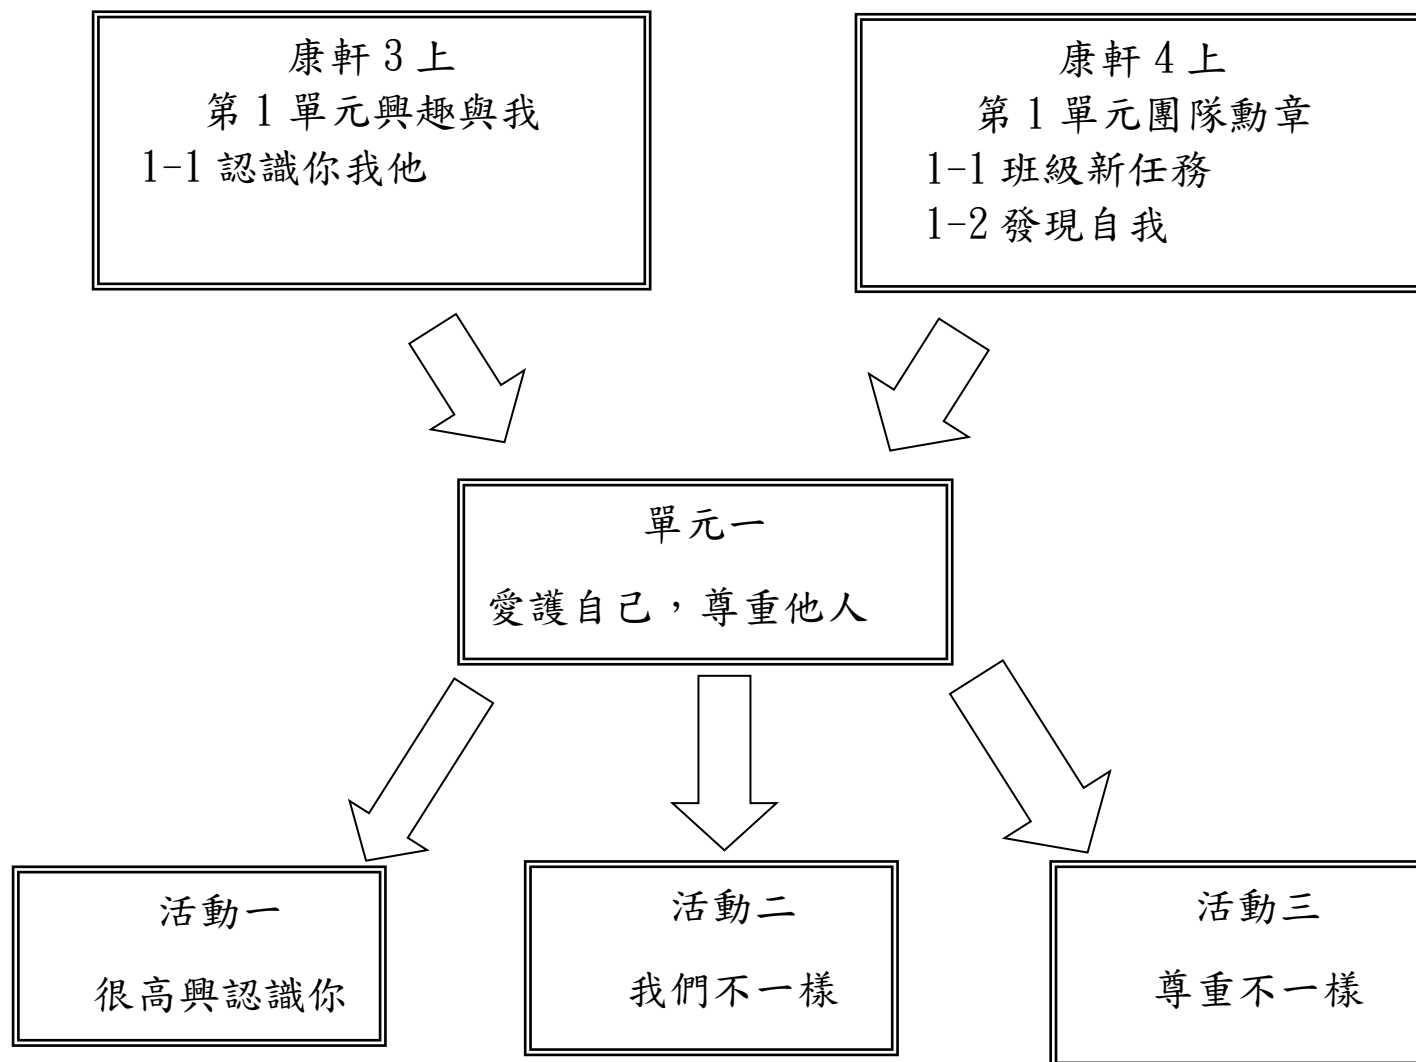 康軒 3 上
第 1 單元興趣與我
1-1 認識你我他
康軒 4 上
第 1 單元團隊勳章
1-1 班級新任務
1-2 發現自我
單元一
愛護自己，尊重他人
活動一
很高興認識你
活動二
我們不一樣
活動三
尊重不一樣